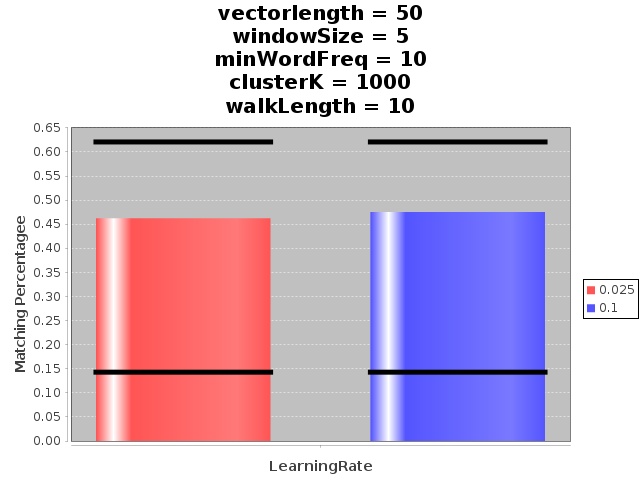 vectorlength = 50
windowSize = 5
minWordFreq = 10
clusterK = 1000
walkLength = 10
0.65
0.60
0.55
0.50
0.45
0.40
0.35
0.30
0.25
0.20
0.15
0.10
0.05
0.00
Matching Percentagee
LearningRate
0.025
0.1